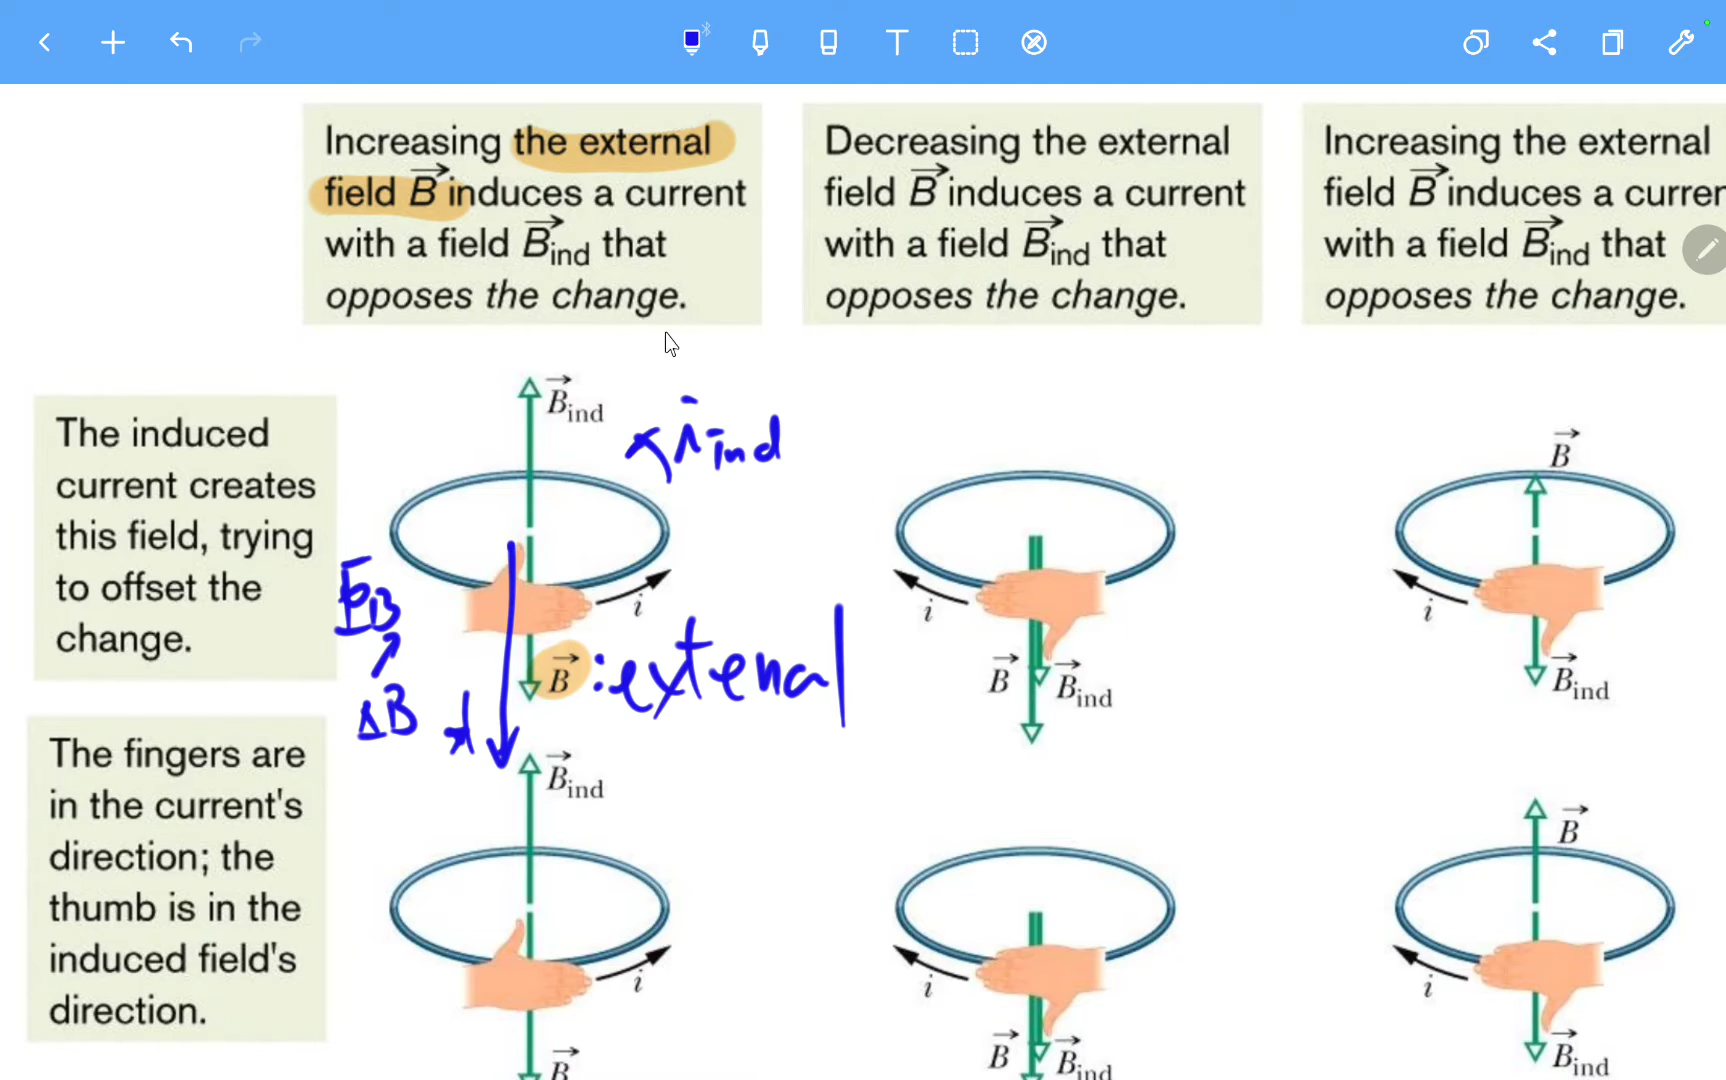 Increasing the external
field B induces a current
with a field Bind that
opposes the change.
Decreasing the external
field B induces a current
with a field Bind that
opposes the change.
Increasing the external
field B induces a curren
with a field Bind that
opposes the change.
The induced
current creates
this field, trying
to offset the
change.
Bind
iind
i
B
:extenal
ΔB
i
B
Bind
B
i
Bind
The fingers are
in the current's
direction; the
thumb is in the
induced field's
direction.
Bind
i
B
i
B
Bind
B
i
Bind